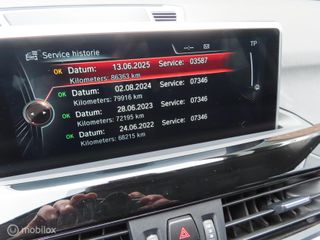 Service historie
--:--
TP
OK Datum: 13.06.2025 Service: 03587
Kilometers: 86363 km
OK Datum: 02.08.2024 Service: 07346
Kilometers: 79916 km
OK Datum: 28.06.2023 Service: 07346
Kilometers: 72195 km
OK Datum: 24.06.2022 Service: 07346
Kilometers: 68215 km
mobilox